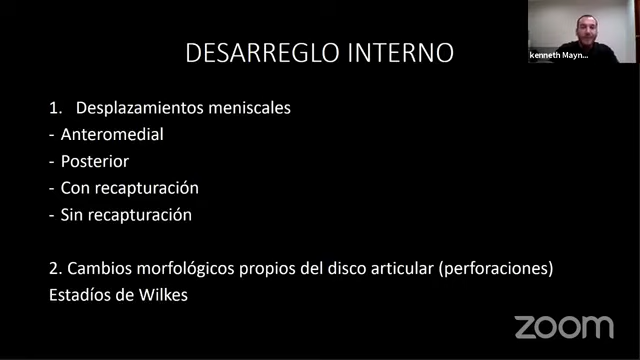 kenneth Mayn...
DESARREGLO INTERNO
1. Desplazamientos meniscales
- Anteromedial
- Posterior
- Con recapturación
- Sin recapturación
2. Cambios morfológicos propios del disco articular (perforaciones)
Estadíos de Wilkes
zoom